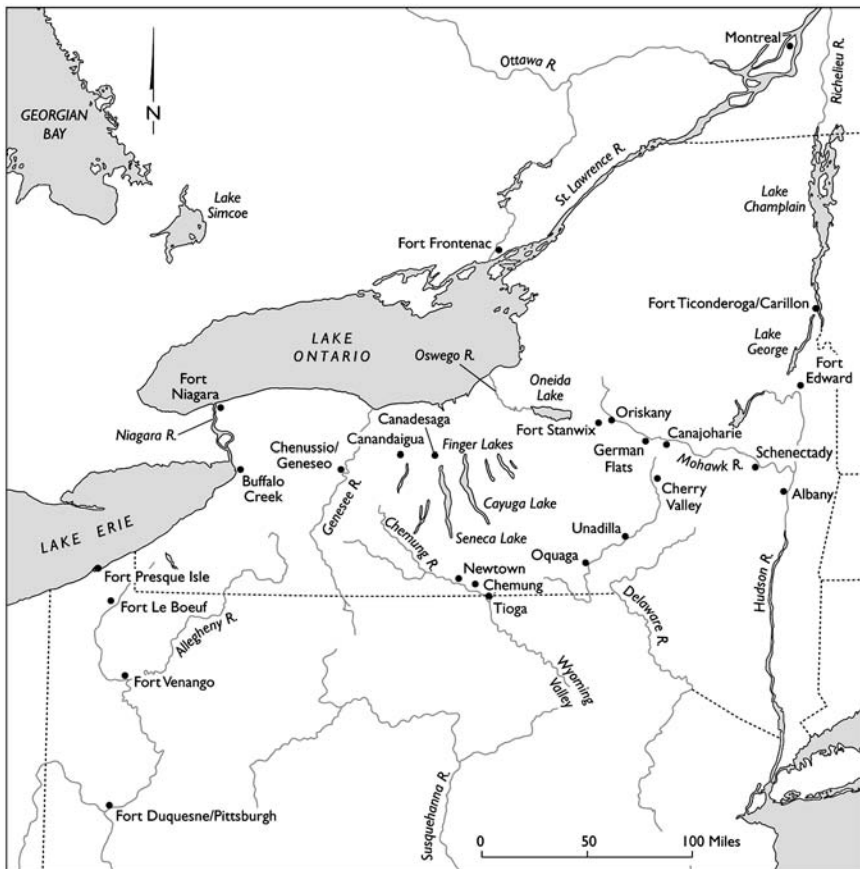 Montreal
Ottawa R.
Richelieu R.
GEORGIAN
BAY
N
St. Lawrence R.
Lake
Simcoe
Lake
Champlain
Fort Frontenac
Fort Ticonderoga/Carillon
LAKE
ONTARIO
Oswego R.
Lake
George
Fort
Edward
Fort
Niagara
Oneida
Lake
Niagara R.
Canadesaga
Oriskany
Fort Stanwix
Canajoharie
Chenussio/
Geneseo
Canandaigua
Finger Lakes
German
Flats
Mohawk R.
Schenectady
Buffalo
Creek
Genesee R.
Cayuga Lake
Cherry
Valley
Albany
LAKE ERIE
Seneca Lake
Unadilla
Chemung R.
Oquaga
Newtown
Chemung
Hudson R.
Fort Presque Isle
Tioga
Delaware R.
Fort Le Boeuf
Allegheny R.
Fort Venango
Wyoming
Valley
Fort Duquesne/Pittsburgh
Susquehanna R.
0 50 100 Miles